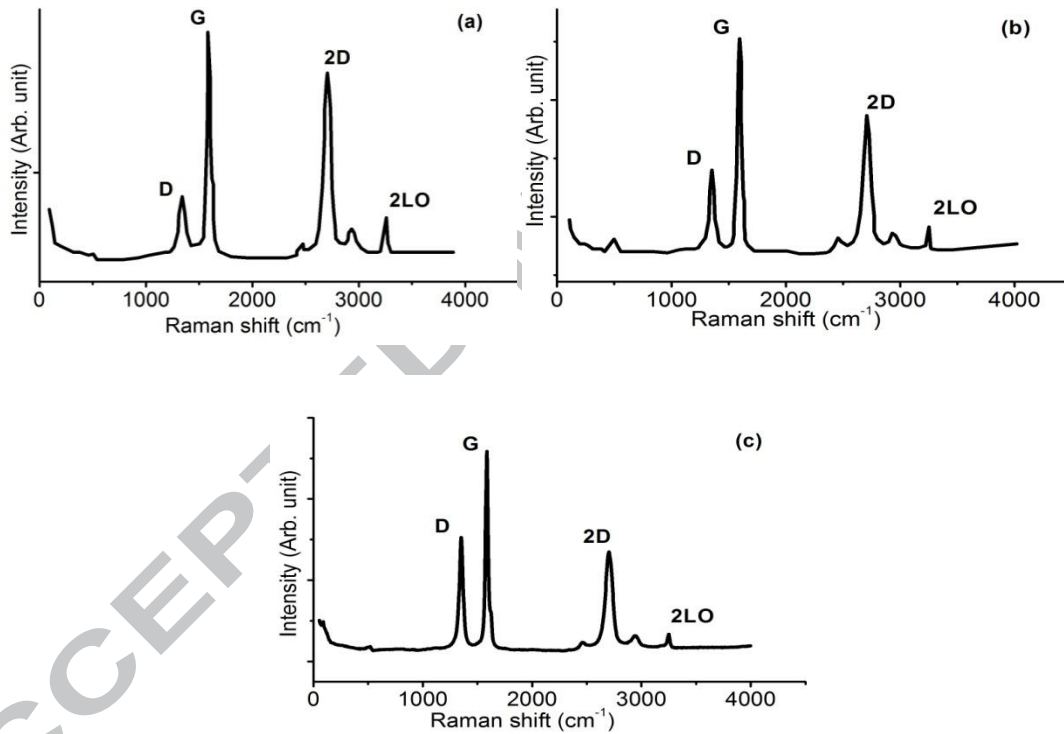 (a)
G
2D
D
2LO
Intensity (Arb. unit)
0 1000 2000 3000 4000
Raman shift (cm⁻¹)
(b)
G
2D
D
2LO
Intensity (Arb. unit)
0 1000 2000 3000 4000
Raman shift (cm⁻¹)
(c)
G
D
2D
2LO
Intensity (Arb. unit)
0 1000 2000 3000 4000
Raman shift (cm⁻¹)
CCEPT